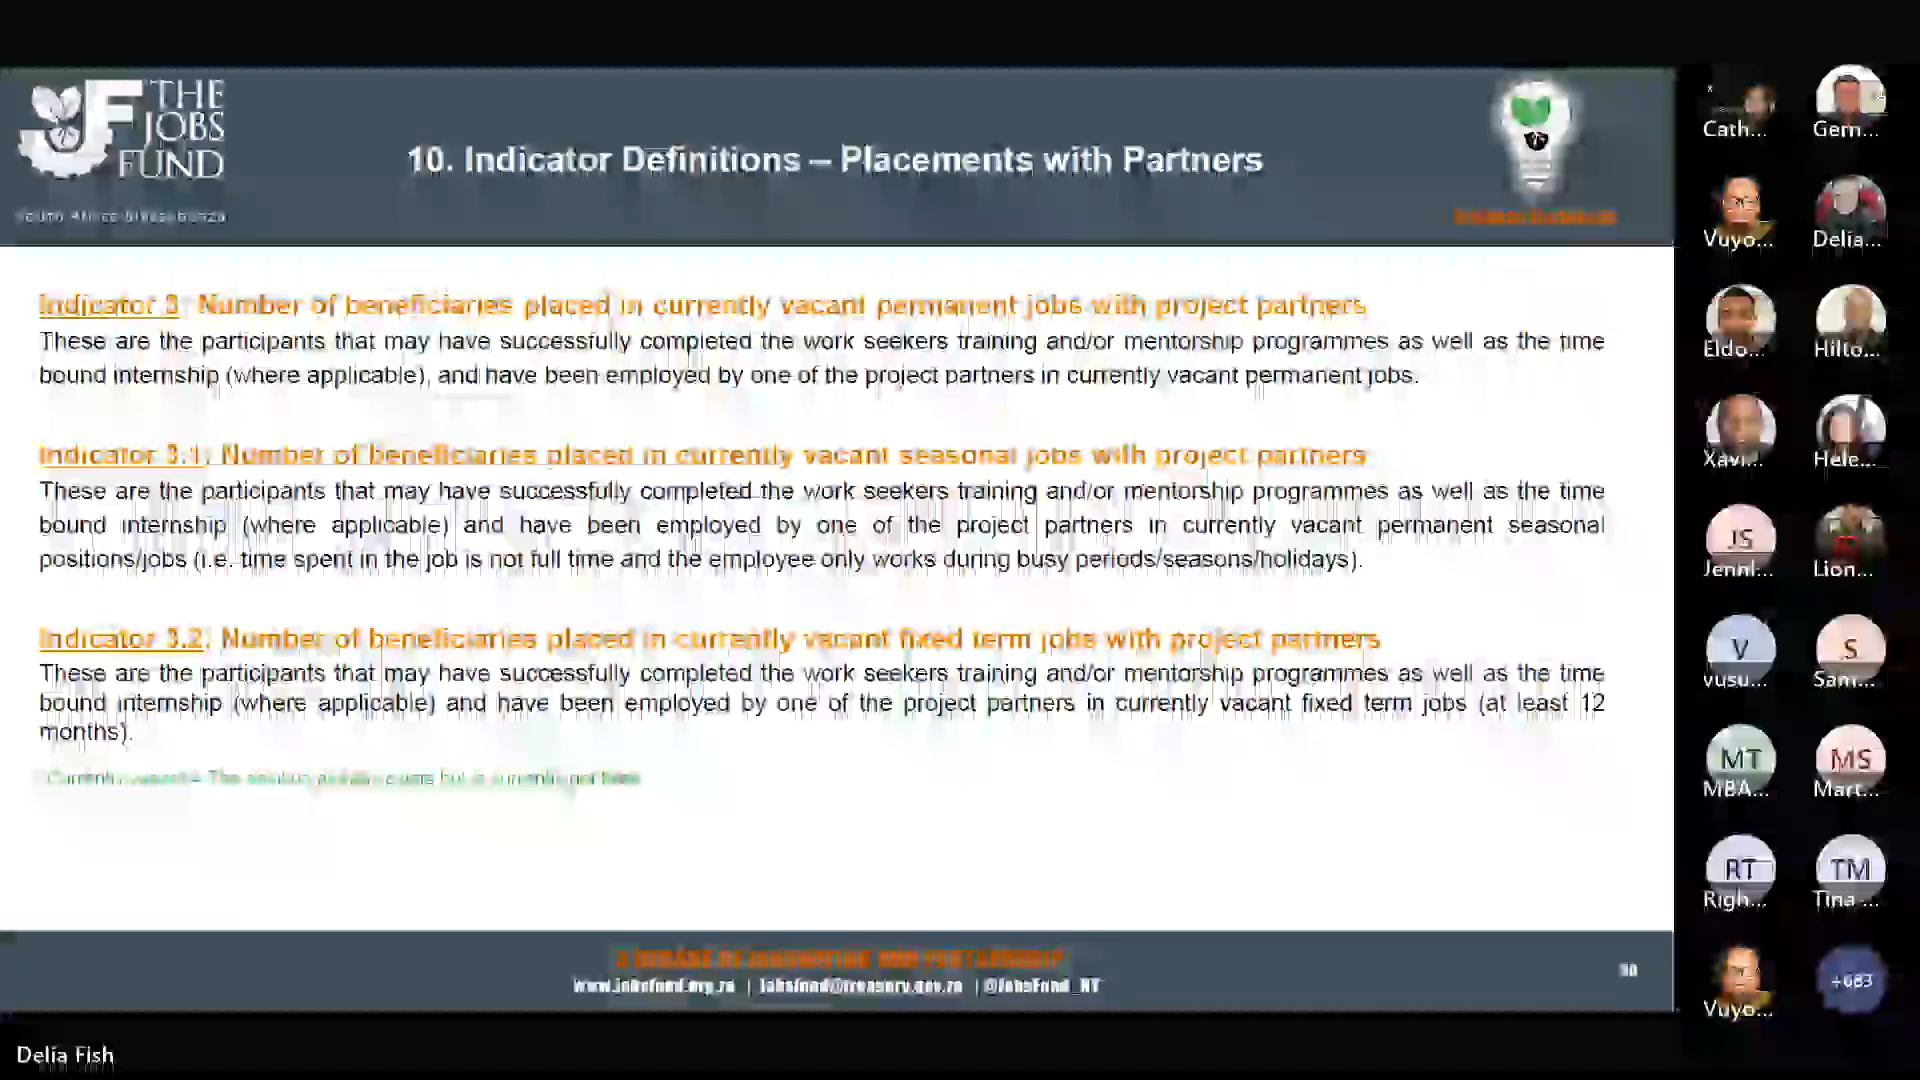 THE
JOBS
FUND
10. Indicator Definitions – Placements with Partners
Indicator 3: Number of beneficiaries placed in currently vacant permanent jobs with project partners
These are the participants that may have successfully completed the work seekers training and/or mentorship programmes as well as the time
bound internship (where applicable), and have been employed by one of the project partners in currently vacant permanent jobs.
Indicator 3.1: Number of beneficiaries placed in currently vacant seasonal jobs with project partners
These are the participants that may have successfully completed the work seekers training and/or mentorship programmes as well as the time
bound internship (where applicable) and have been employed by one of the project partners in currently vacant permanent seasonal
positions/jobs (i.e. time spent in the job is not full time and the employee only works during busy periods/seasons/holidays).
Indicator 3.2: Number of beneficiaries placed in currently vacant fixed term jobs with project partners
These are the participants that may have successfully completed the work seekers training and/or mentorship programmes as well as the time
bound internship (where applicable) and have been employed by one of the project partners in currently vacant fixed term jobs (at least 12
months).
www.jobsfund.org.za | jobsfund@treasury.gov.za | @JobsFund_NT
Cath... Gem...
Vuyo... Delia...
Eldo... Hilto...
Xavi... Hele...
JS
Jenni... Lion...
V S
vusu... Sam...
MT MS
MBA... Mart...
RT TM
Righ... Tina ...
Vuyo... +683
Delia Fish